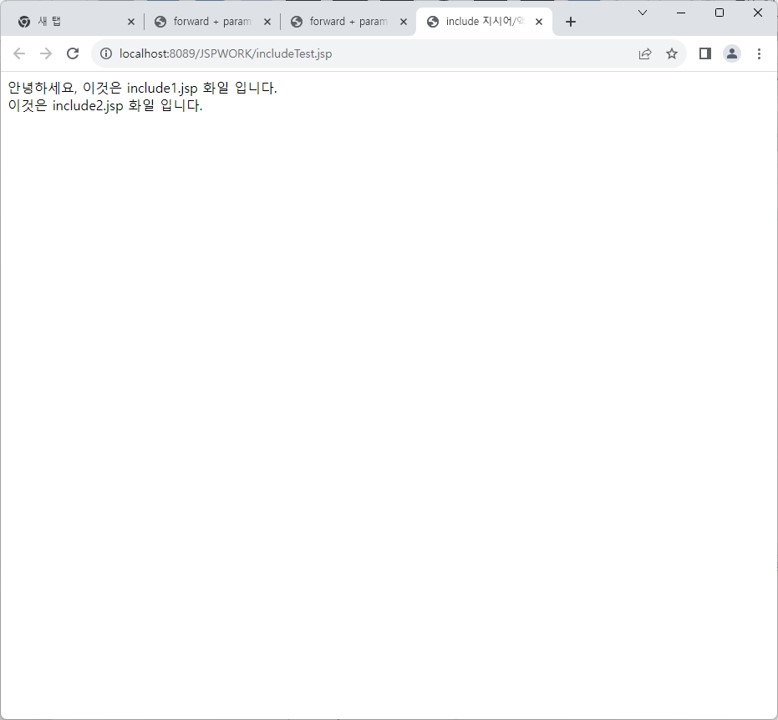 새 탭
forward + param
forward + param
include 지시어/
localhost:8089/JSPWORK/includeTest.jsp
안녕하세요, 이것은 include1.jsp 화일 입니다.
이것은 include2.jsp 화일 입니다.